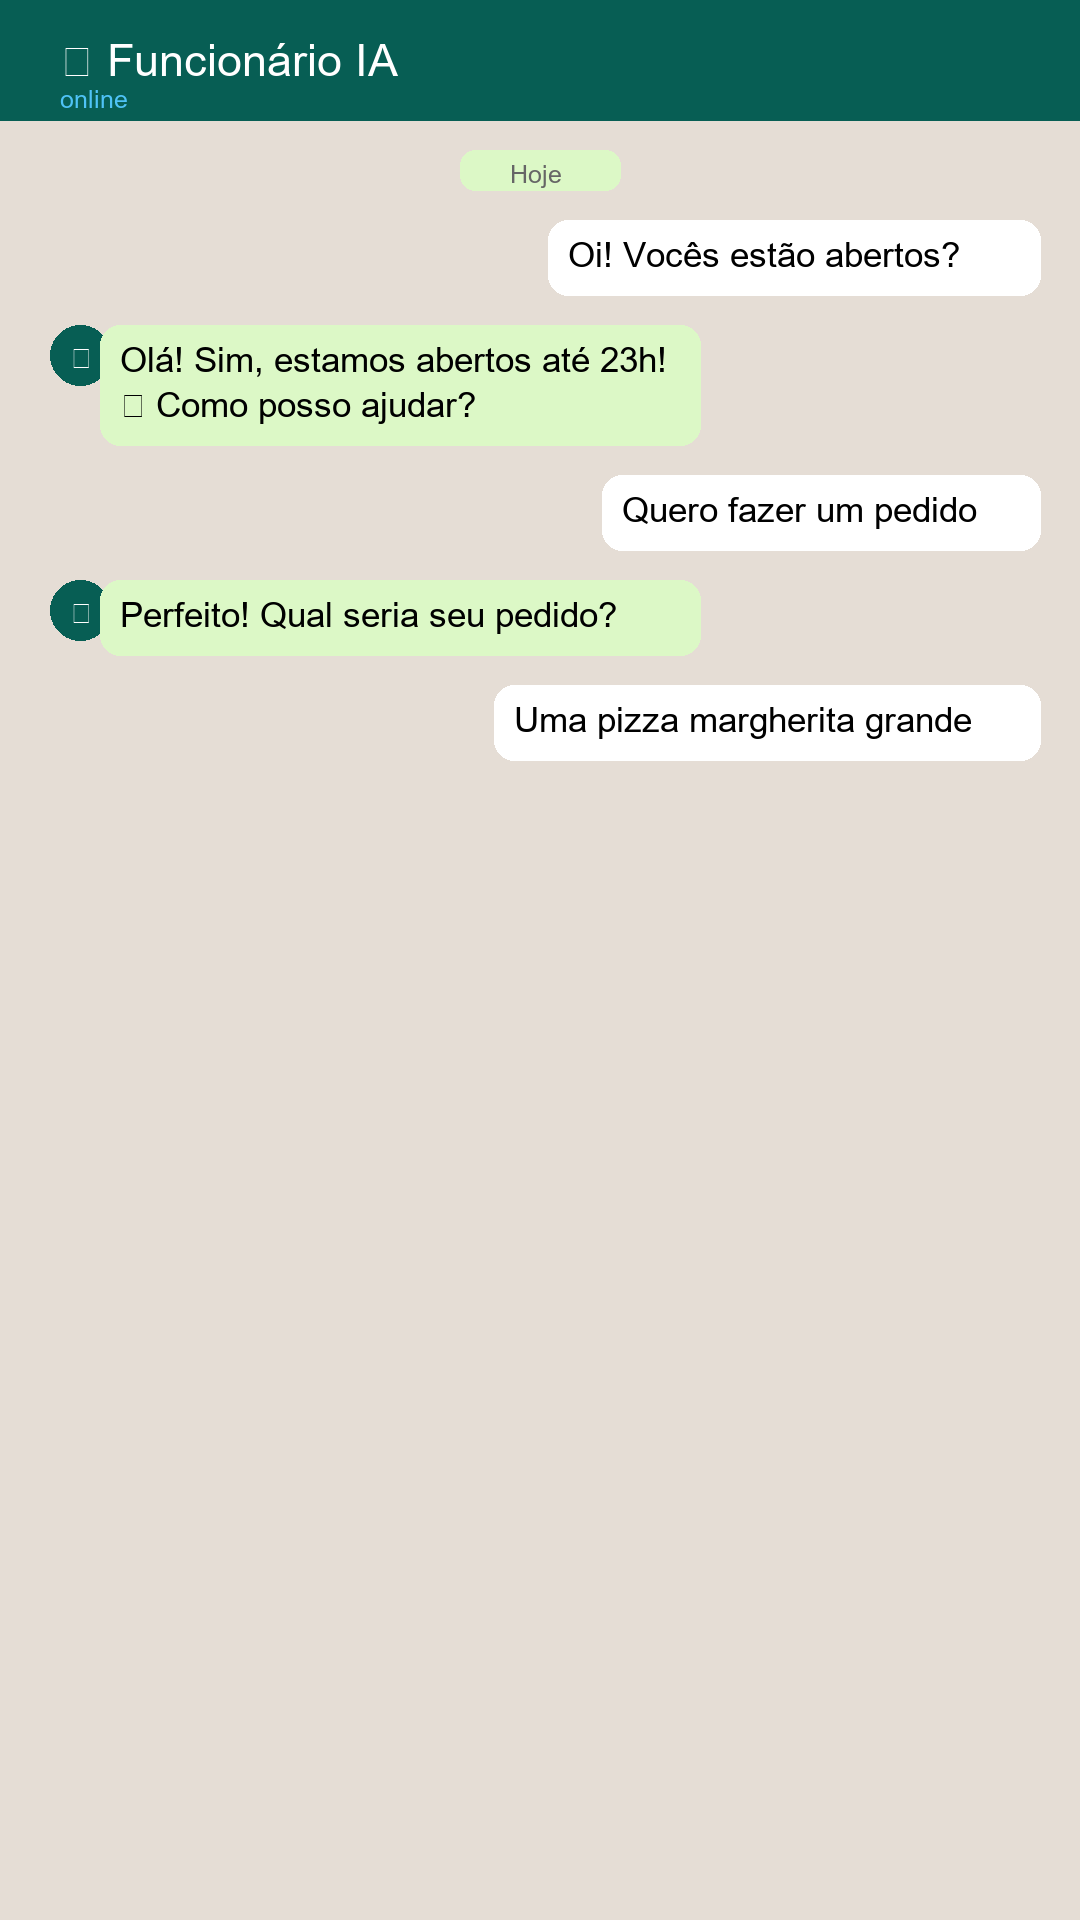 Funcionário IA
online
Hoje
Oi! Vocês estão abertos?
Olá! Sim, estamos abertos até 23h!
Como posso ajudar?
Quero fazer um pedido
Perfeito! Qual seria seu pedido?
Uma pizza margherita grande